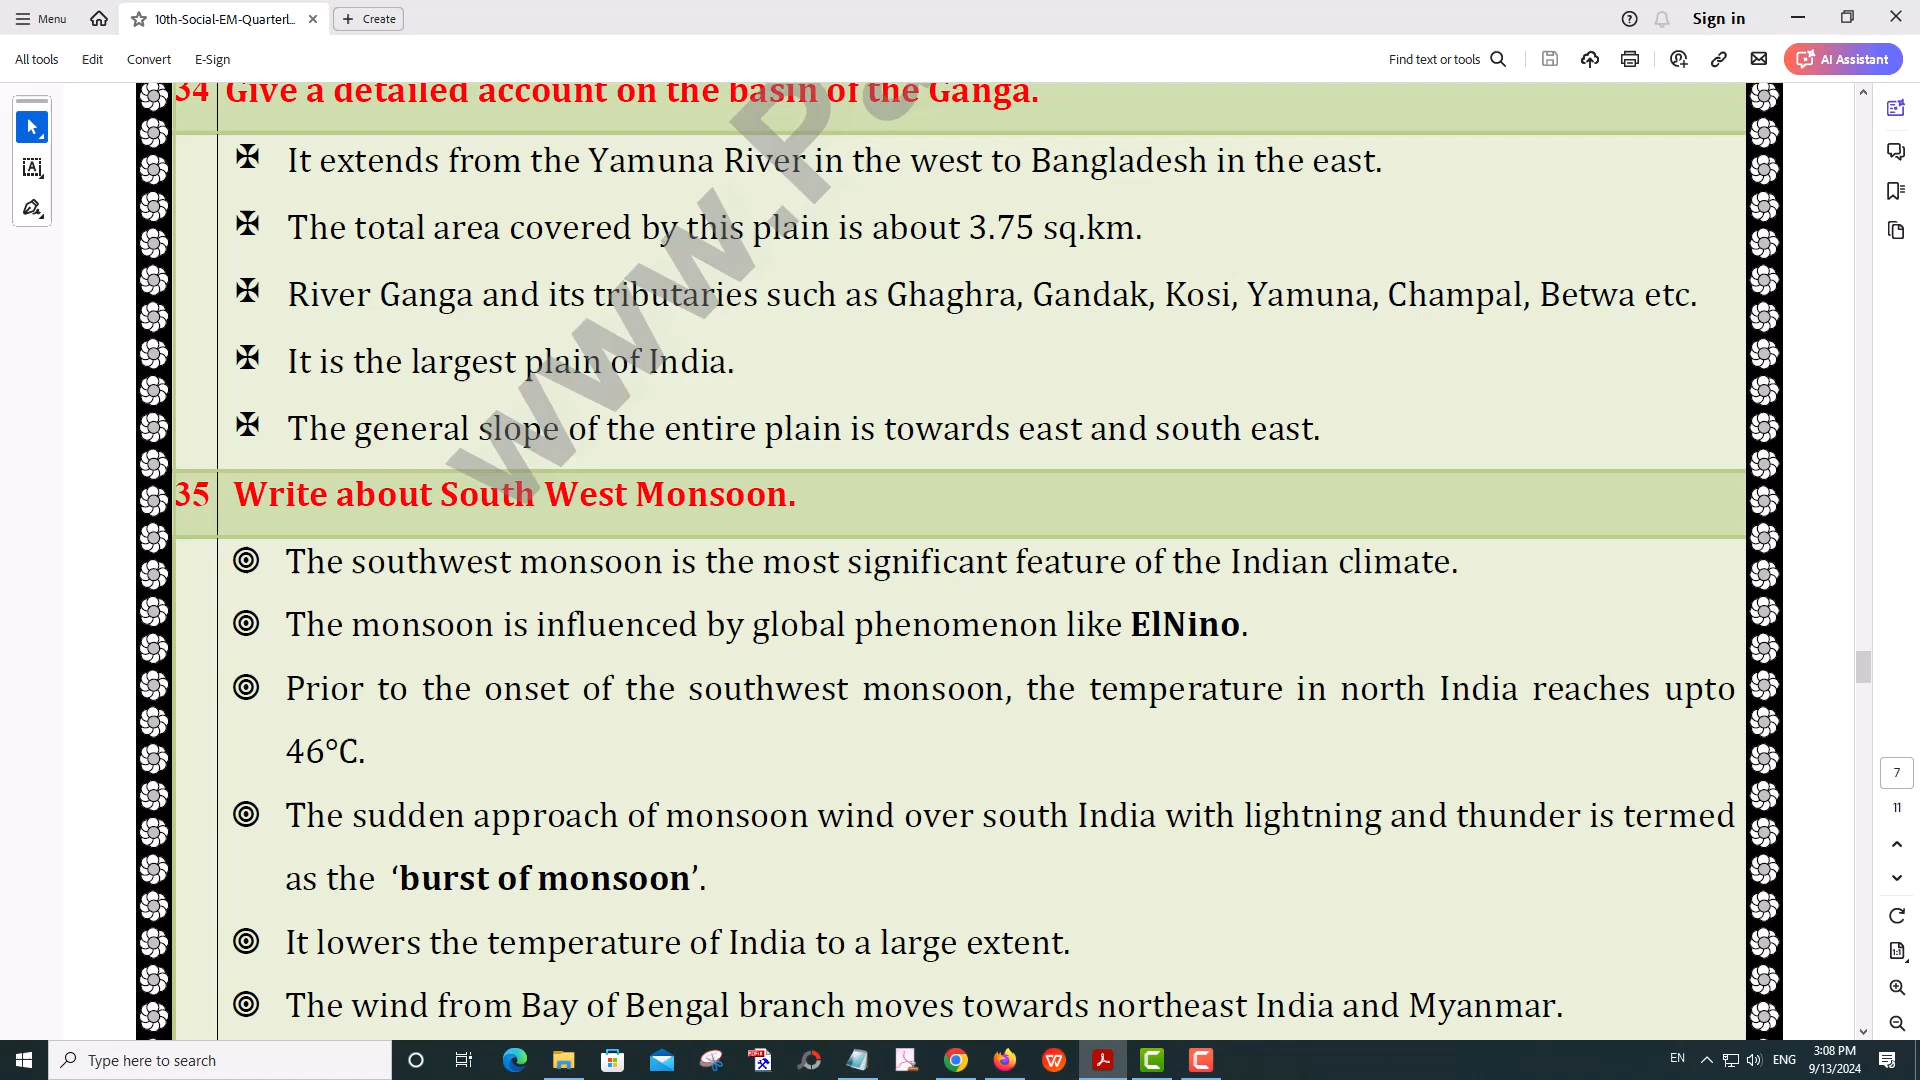 Menu
10th-Social-EM-Quarterl...
Create
Sign in
All tools Edit Convert E-Sign
Find text or tools
AI Assistant
34 Give a detailed account on the basin of the Ganga.
It extends from the Yamuna River in the west to Bangladesh in the east.
The total area covered by this plain is about 3.75 sq.km.
River Ganga and its tributaries such as Ghaghra, Gandak, Kosi, Yamuna, Champal, Betwa etc.
It is the largest plain of India.
The general slope of the entire plain is towards east and south east.
www.Pa
35 Write about South West Monsoon.
The southwest monsoon is the most significant feature of the Indian climate.
The monsoon is influenced by global phenomenon like ElNino.
Prior to the onset of the southwest monsoon, the temperature in north India reaches upto
46°C.
The sudden approach of monsoon wind over south India with lightning and thunder is termed
as the ‘burst of monsoon’.
It lowers the temperature of India to a large extent.
The wind from Bay of Bengal branch moves towards northeast India and Myanmar.
7
11
Type here to search
EN
ENG
3:08 PM
9/13/2024